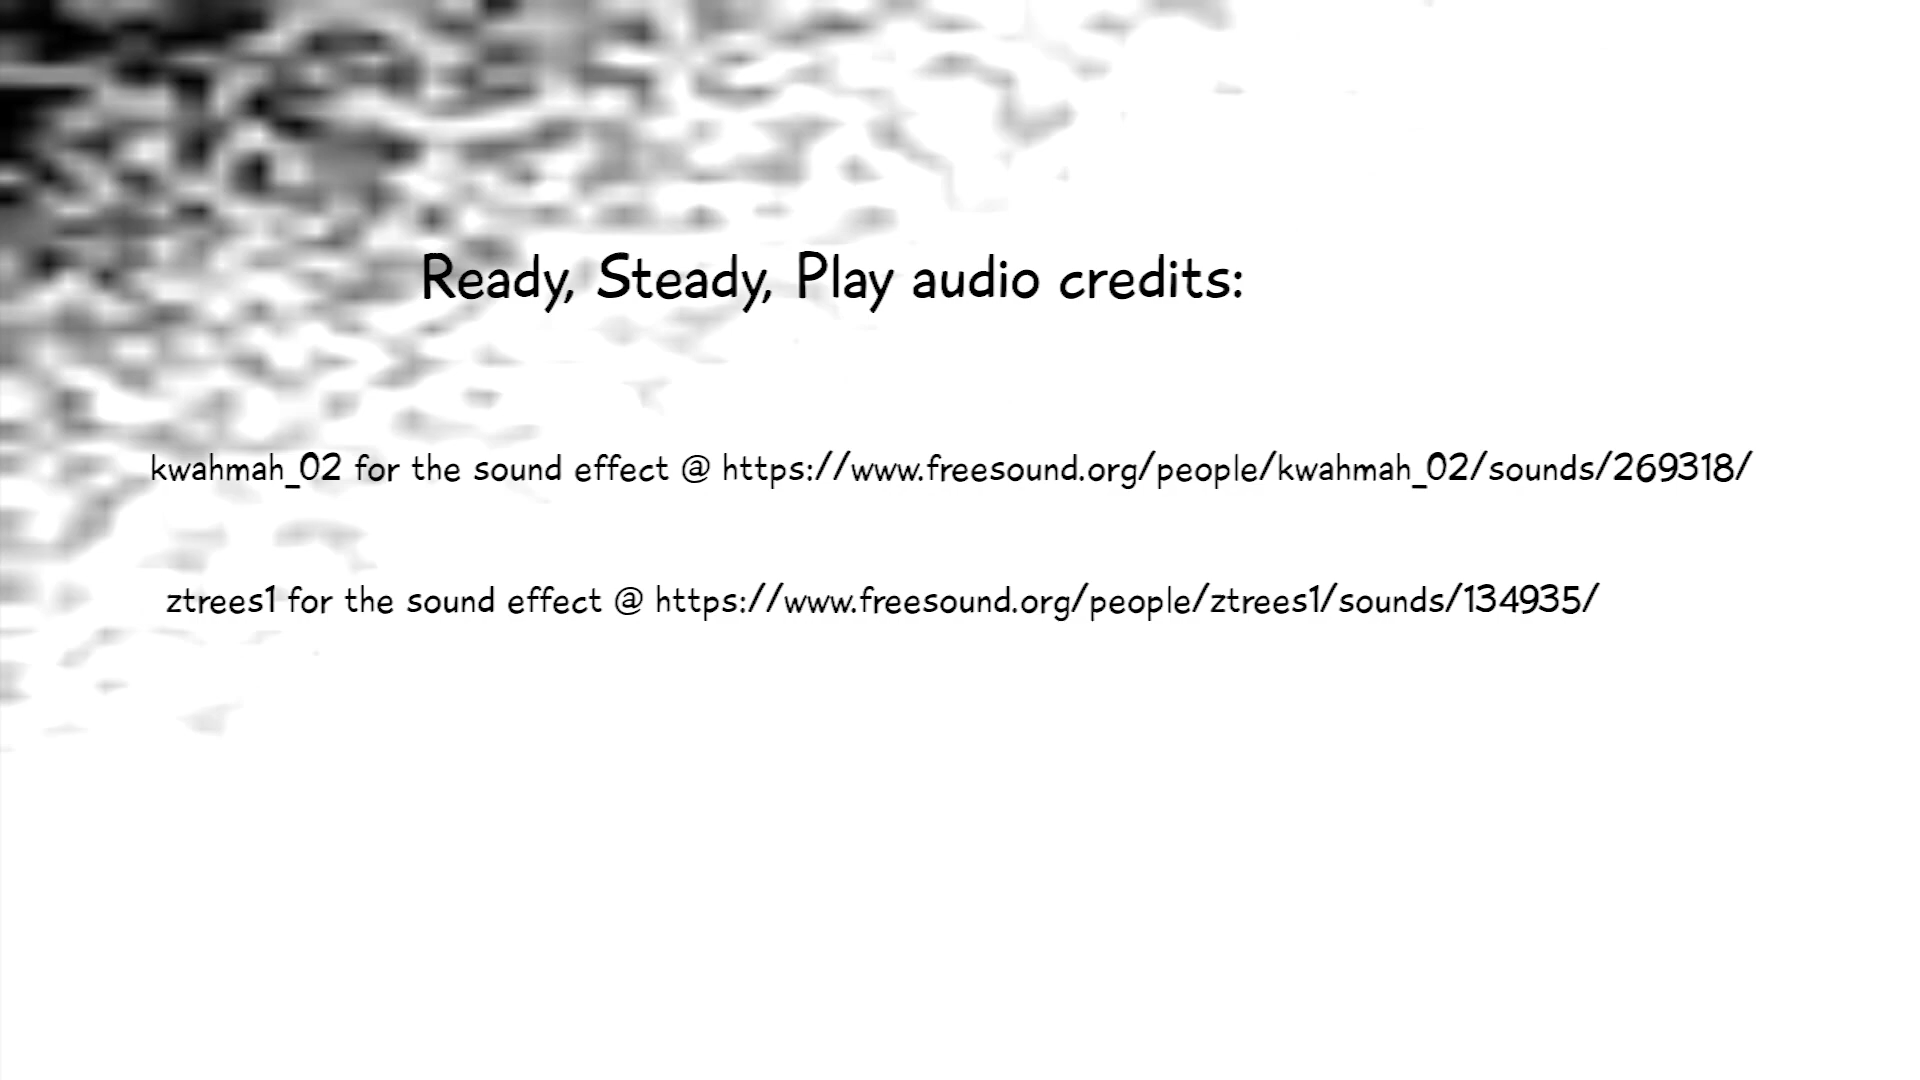 Ready, Steady, Play audio credits:
kwahmah_02 for the sound effect @ https://www.freesound.org/people/kwahmah_02/sounds/269318/
ztrees1 for the sound effect @ https://www.freesound.org/people/ztrees1/sounds/134935/